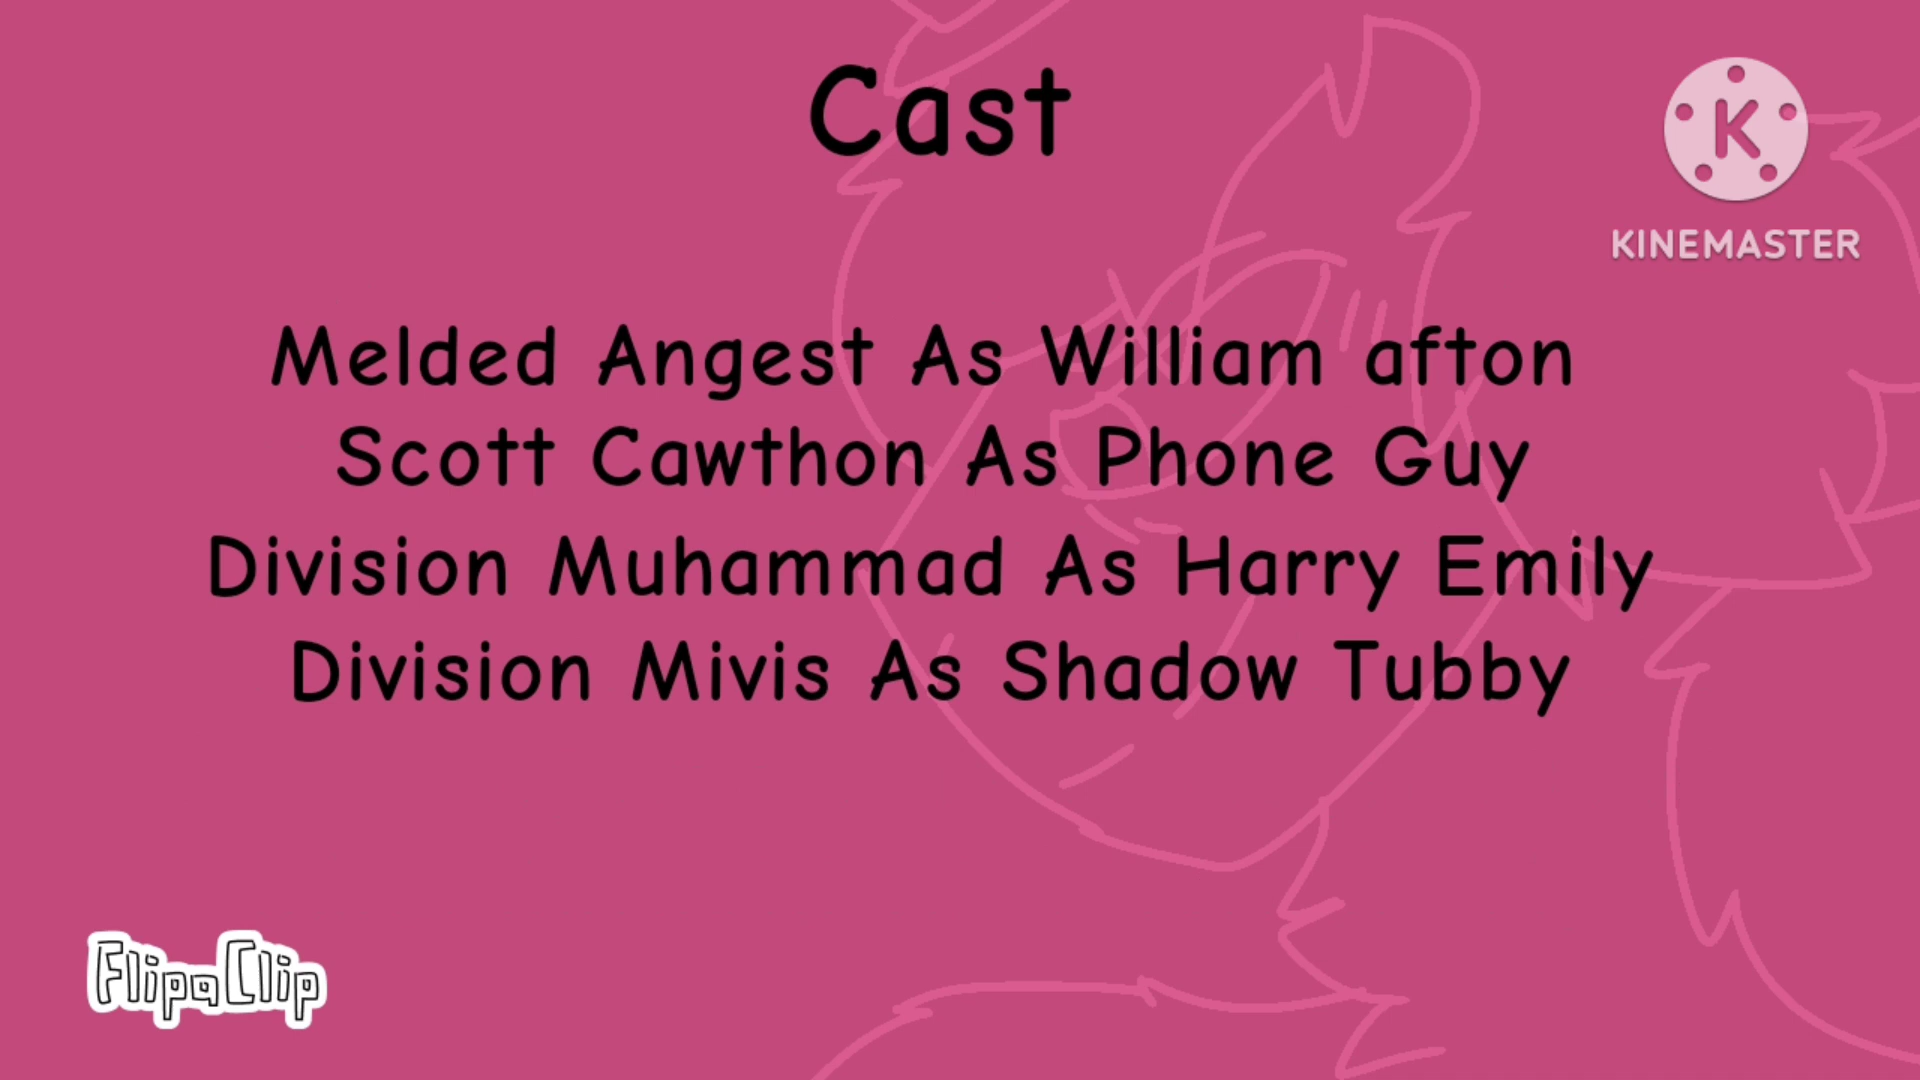 Cast
K
KINEMASTER
Melded Angest As William afton
Scott Cawthon As Phone Guy
Division Muhammad As Harry Emily
Division Mivis As Shadow Tubby
FlipaClip